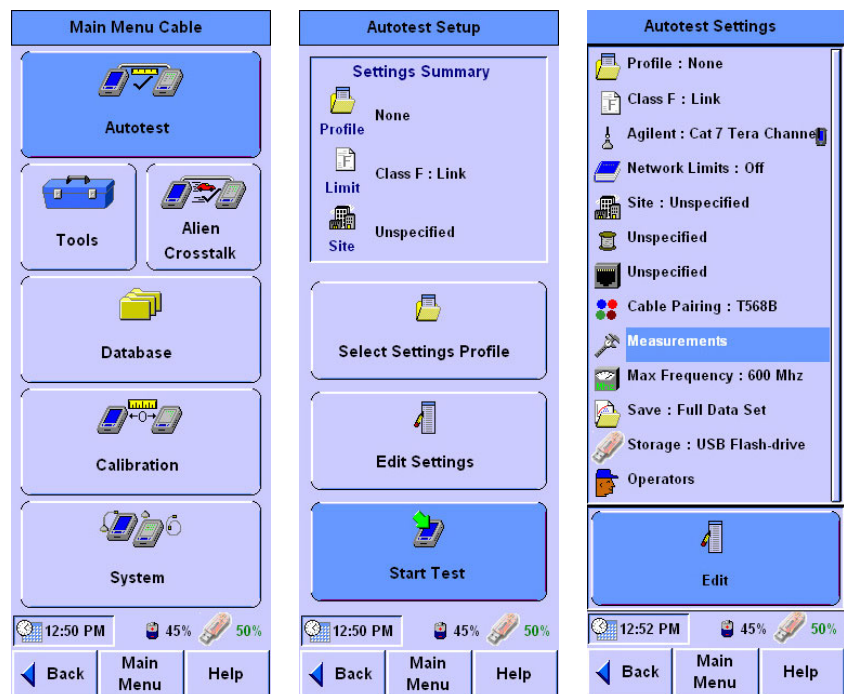 Main Menu Cable
Autotest
Tools
Alien
Crosstalk
Database
Calibration
System
12:50 PM
45%
50%
Back
Main
Menu
Help
Autotest Setup
Settings Summary
None
Profile
Class F : Link
Limit
Unspecified
Site
Select Settings Profile
Edit Settings
Start Test
12:50 PM
45%
50%
Back
Main
Menu
Help
Autotest Settings
Profile : None
Class F : Link
Agilent : Cat 7 Tera Channel
Network Limits : Off
Site : Unspecified
Unspecified
Unspecified
Cable Pairing : T568B
Measurements
Max Frequency : 600 Mhz
Save : Full Data Set
Storage : USB Flash-drive
Operators
Edit
12:52 PM
45%
50%
Back
Main
Menu
Help